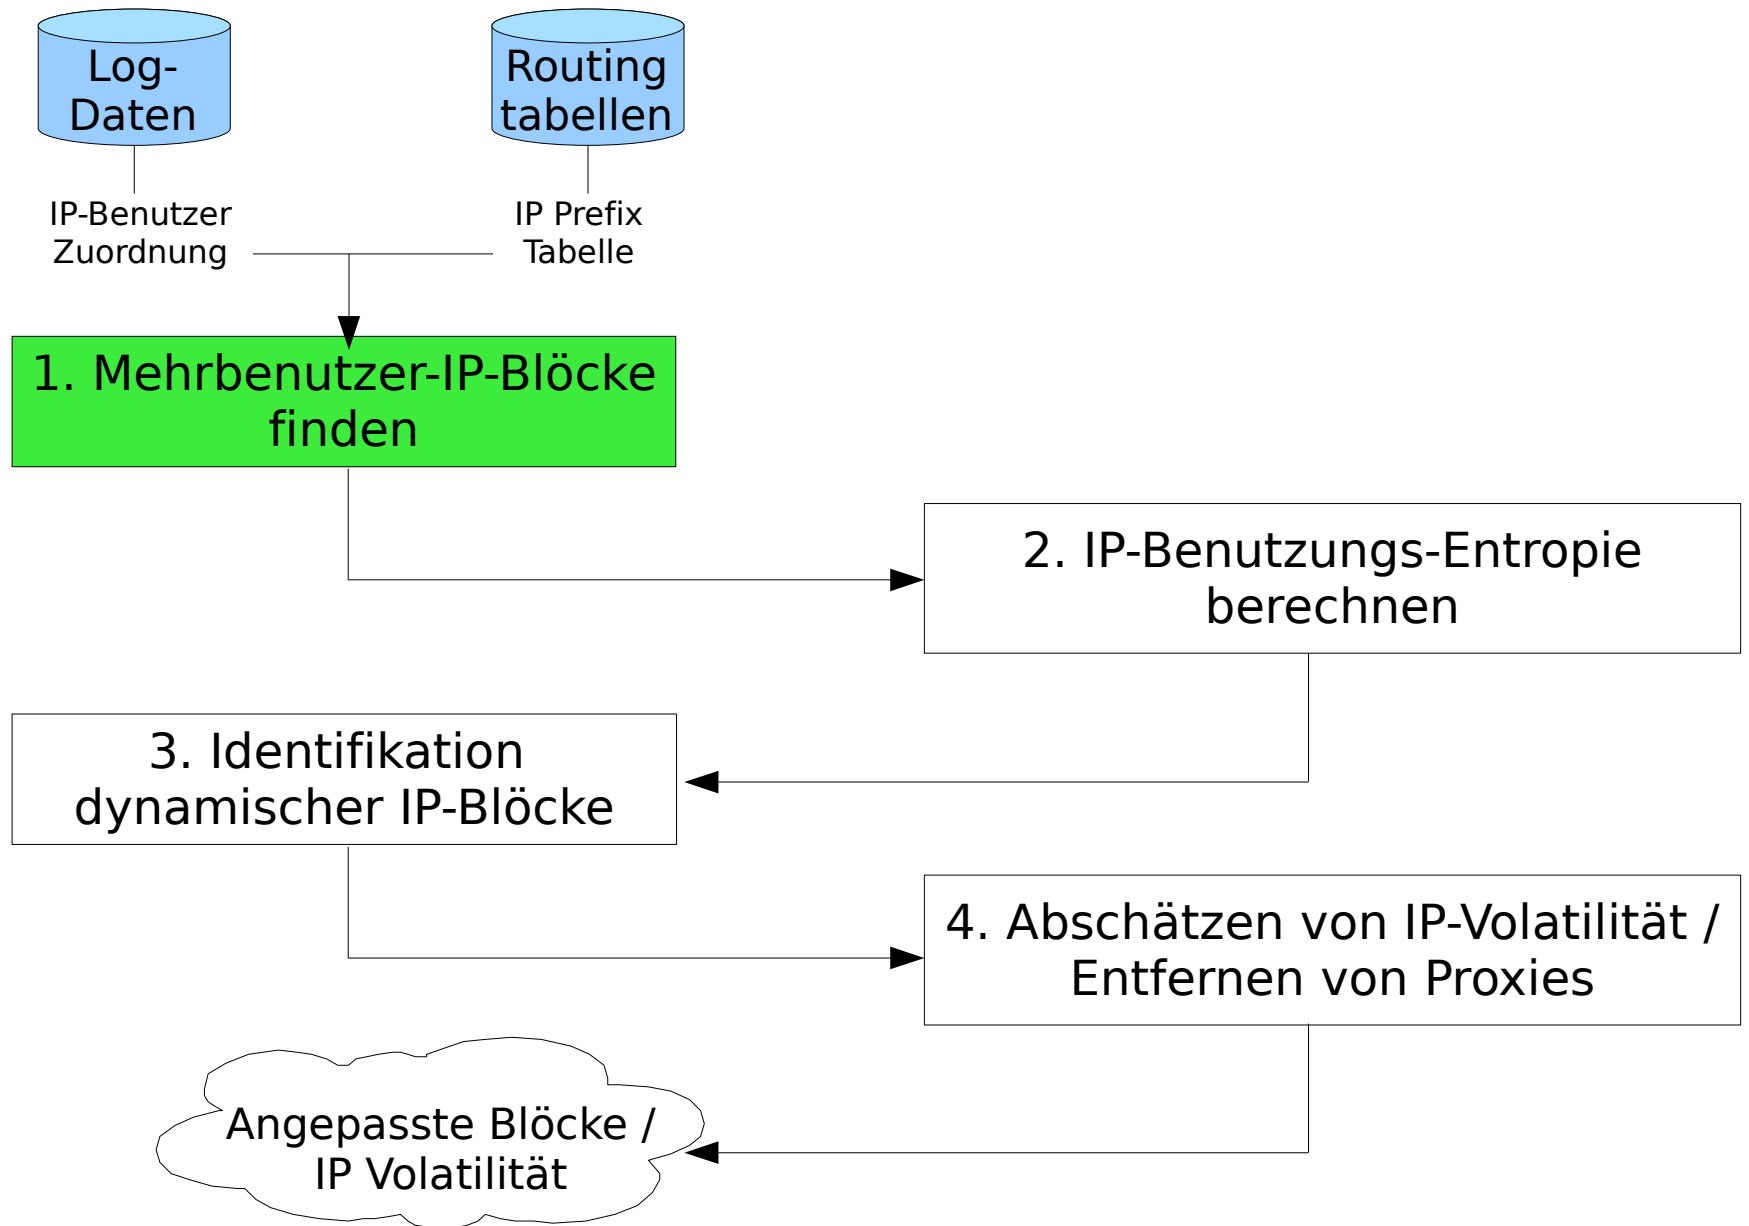 Log-
Daten
Routing
tabellen
IP-Benutzer
Zuordnung
IP Prefix
Tabelle
1. Mehrbenutzer-IP-Blöcke
finden
2. IP-Benutzungs-Entropie
berechnen
3. Identifikation
dynamischer IP-Blöcke
4. Abschätzen von IP-Volatilität /
Entfernen von Proxies
Angepasste Blöcke /
IP Volatilität